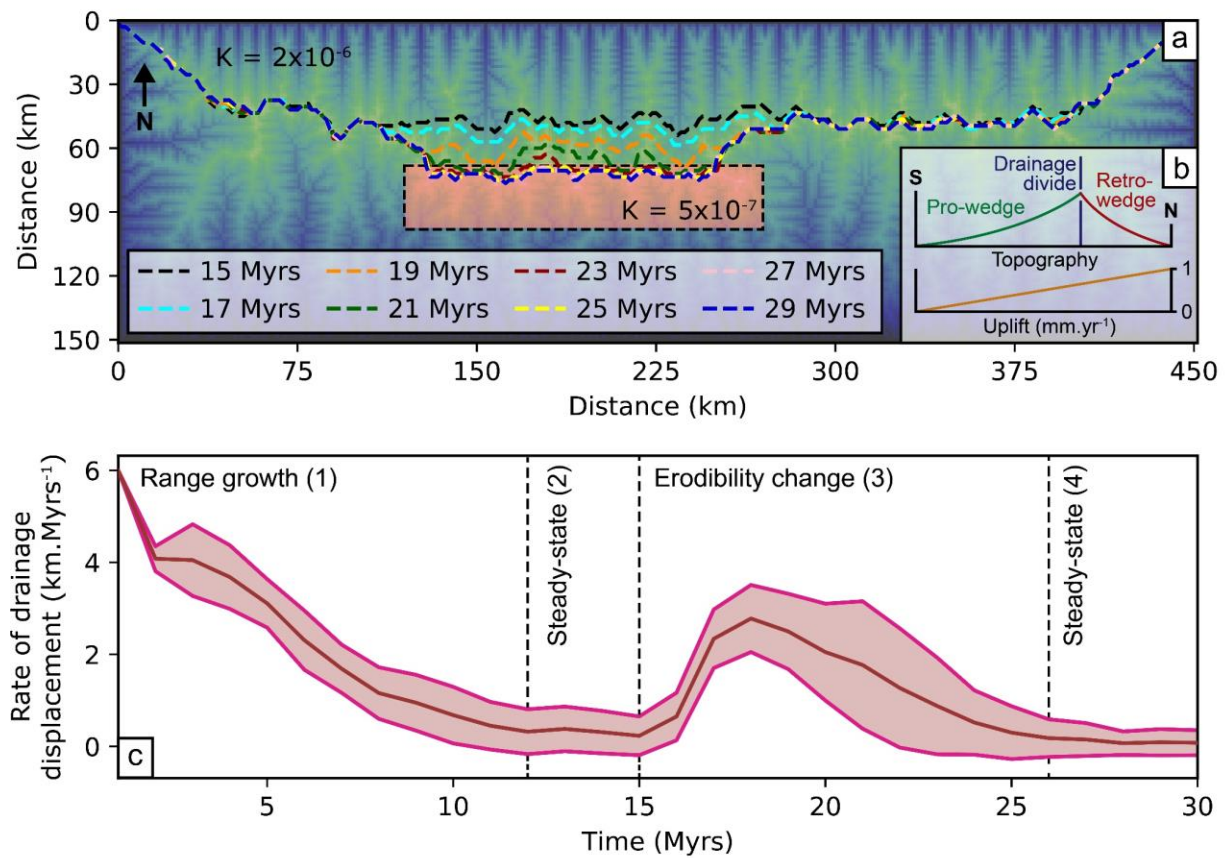 0
30
60
90
120
150
Distance (km)
K = 2x10⁻⁶
N
a
K = 5x10⁻⁷
15 Myrs
19 Myrs
23 Myrs
27 Myrs
17 Myrs
21 Myrs
25 Myrs
29 Myrs
b
S
Drainage
divide
Retro-
wedge
Pro-wedge
N
Topography
1
0
Uplift (mm.yr⁻¹)
0
75
150
225
300
375
450
Distance (km)
6
4
2
0
Rate of drainage
displacement (km.Myrs⁻¹)
Range growth (1)
Steady-state (2)
Erodibility change (3)
Steady-state (4)
c
5
10
15
20
25
30
Time (Myrs)